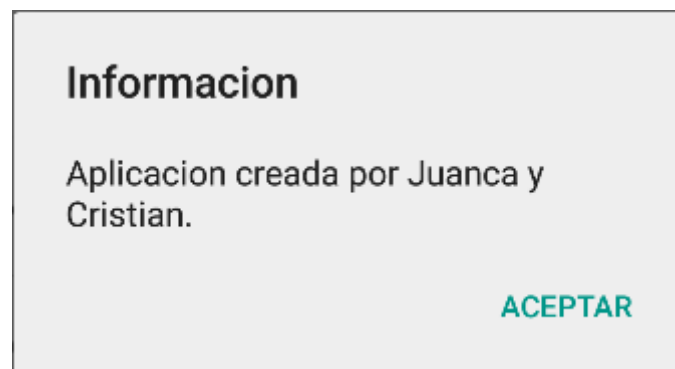 Informacion
Aplicacion creada por Juanca y
Cristian.
ACEPTAR